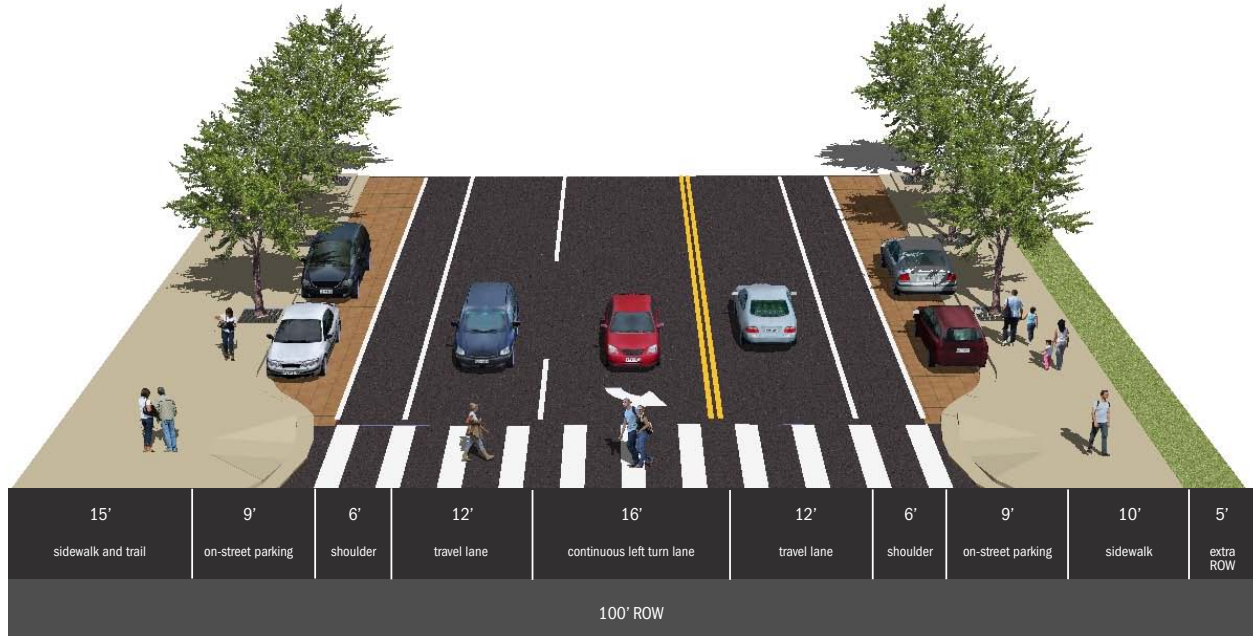 15’
9’
6’
12’
16’
12’
6’
9’
10’
5’
sidewalk and trail
on-street parking
shoulder
travel lane
continuous left turn lane
travel lane
shoulder
on-street parking
sidewalk
extra
ROW
100’ ROW